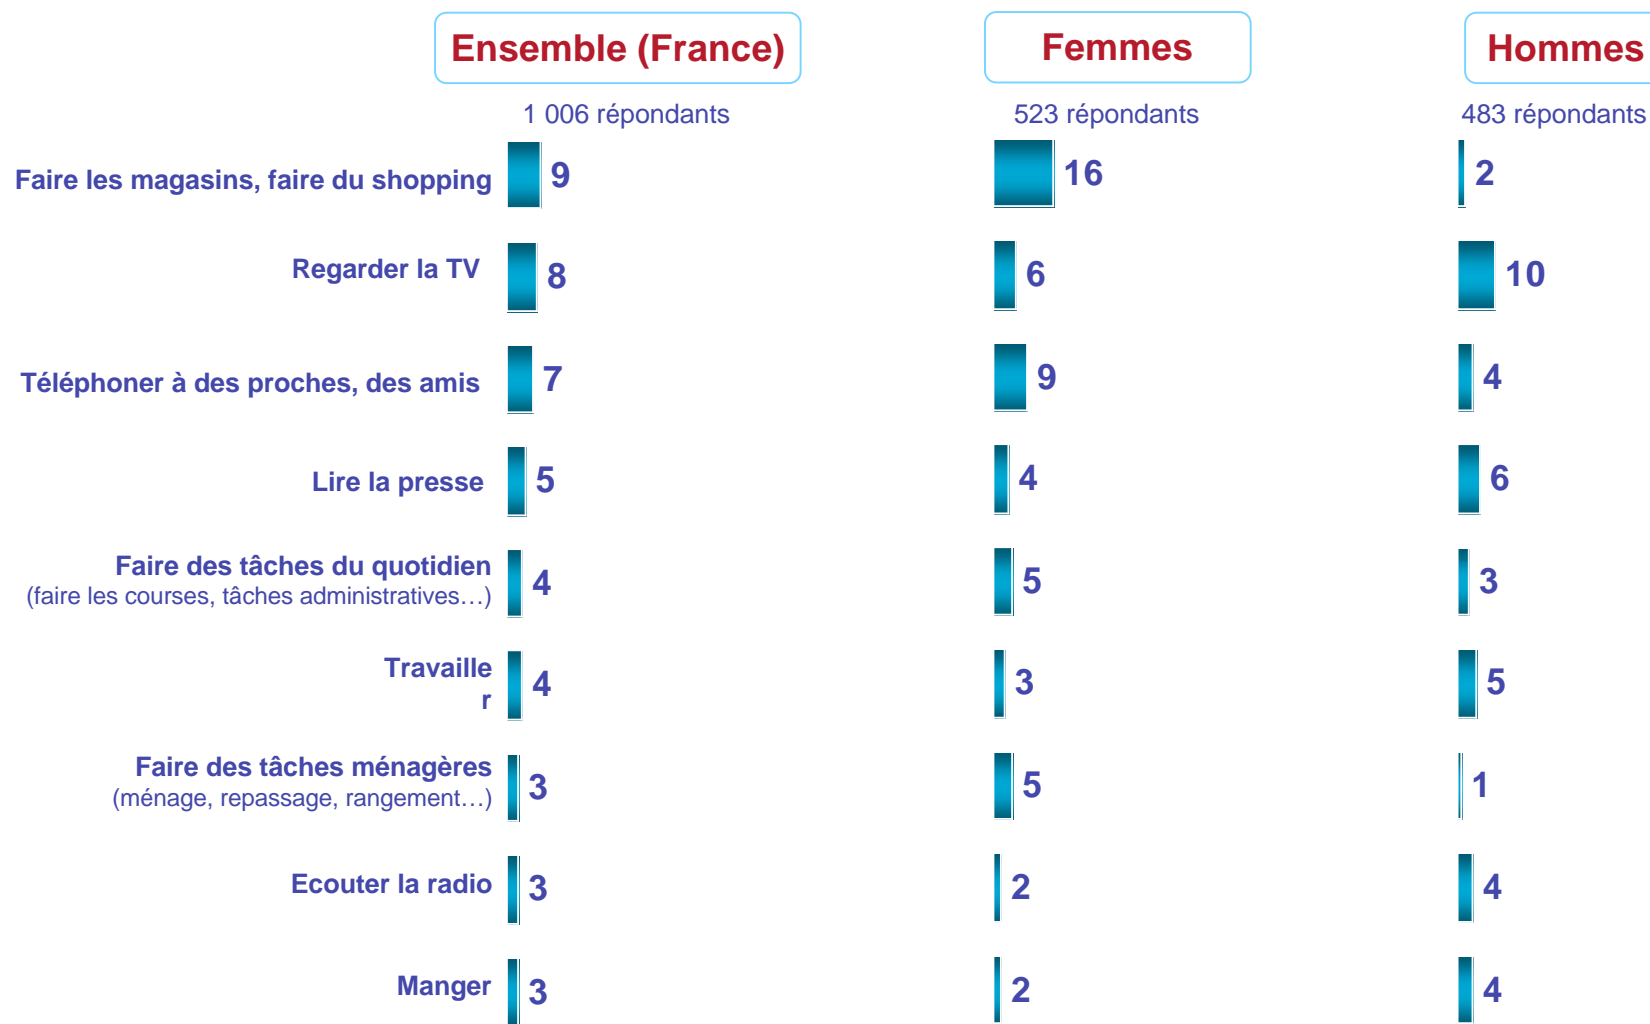 Ensemble (France) Femmes Hommes
1 006 répondants 523 répondants 483 répondants
Faire les magasins, faire du shopping 9 16 2
Regarder la TV 8 6 10
Téléphoner à des proches, des amis 7 9 4
Lire la presse 5 4 6
Faire des tâches du quotidien
(faire les courses, tâches administratives…) 4 5 3
Travaille
r 4 3 5
Faire des tâches ménagères
(ménage, repassage, rangement…) 3 5 1
Ecouter la radio 3 2 4
Manger 3 2 4